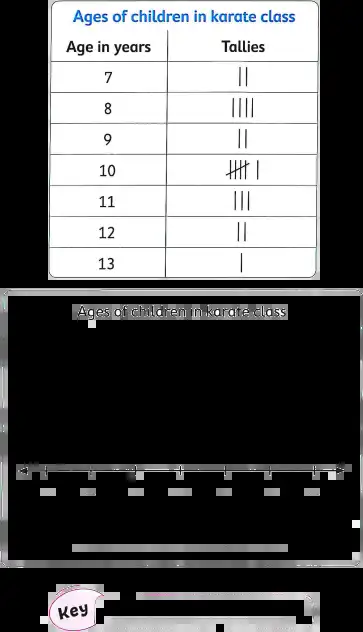 Ages of children in karate class
Age in years Tallies
7
8
9
10
11
12
13
Ages of children in karate class
Key